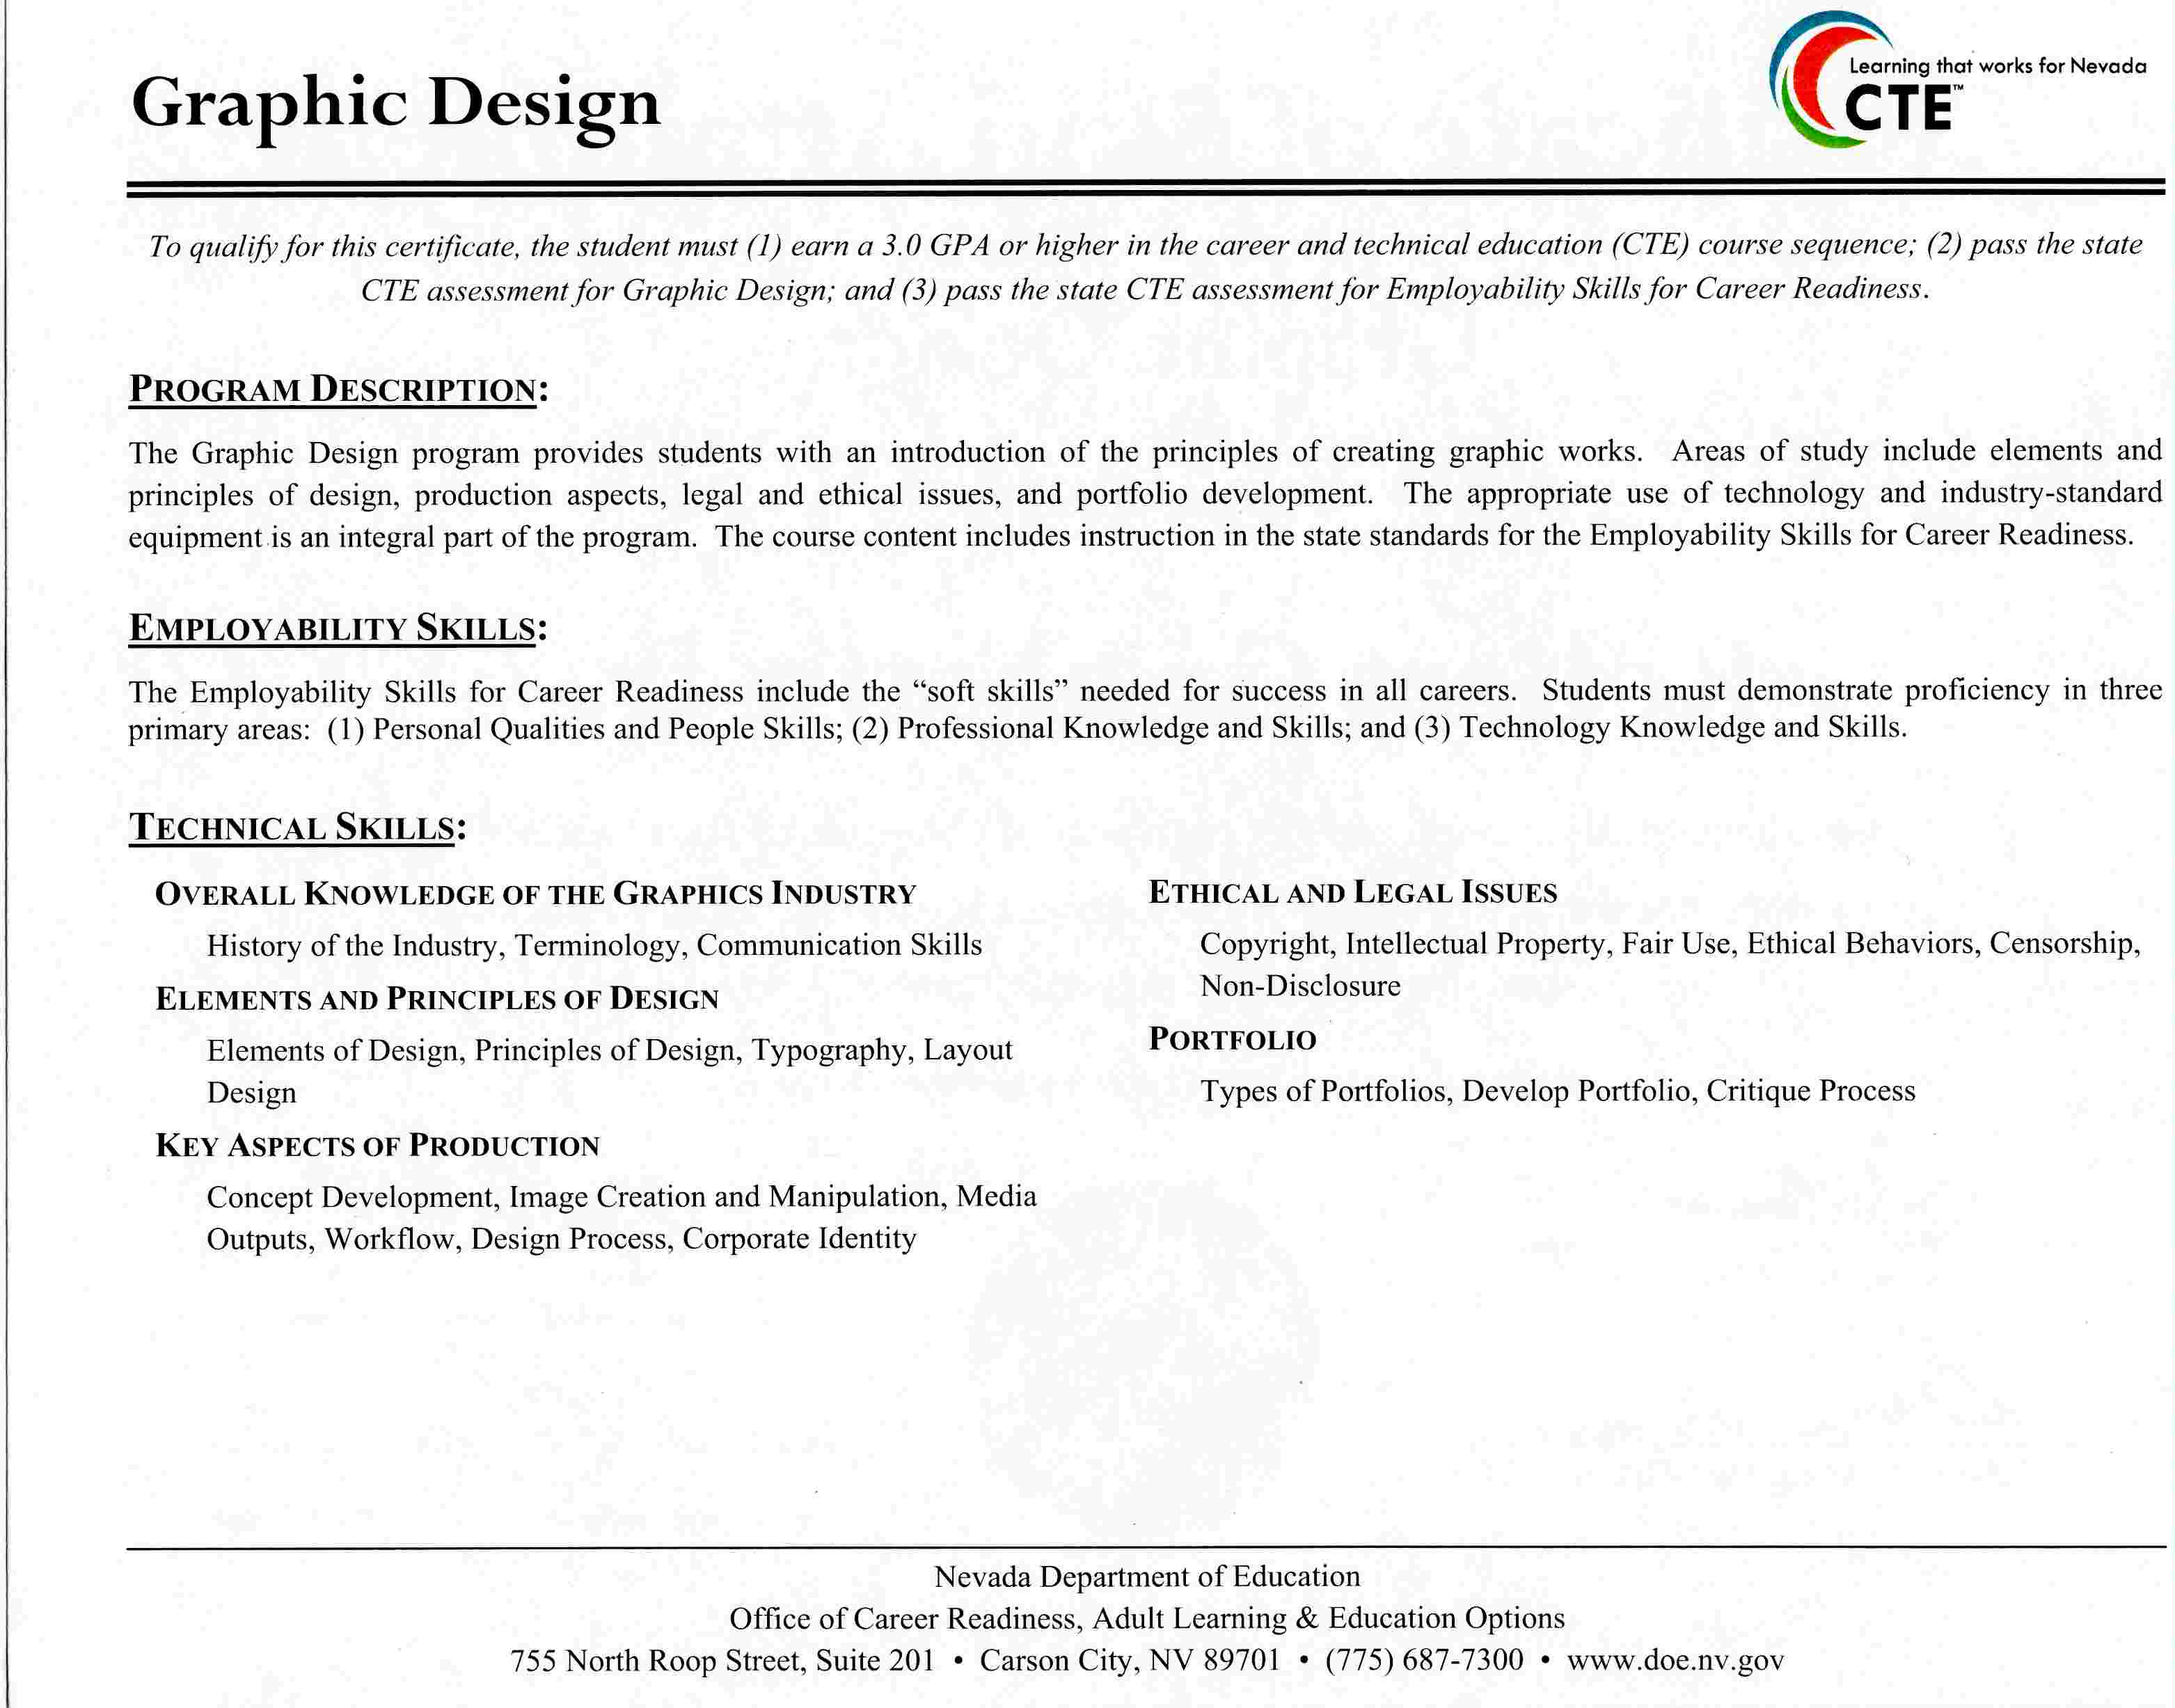 Graphic Design
Learning that works for Nevada
CTE™
To qualify for this certificate, the student must (1) earn a 3.0 GPA or higher in the career and technical education (CTE) course sequence; (2) pass the state
CTE assessment for Graphic Design; and (3) pass the state CTE assessment for Employability Skills for Career Readiness.
PROGRAM DESCRIPTION:
The Graphic Design program provides students with an introduction of the principles of creating graphic works. Areas of study include elements and
principles of design, production aspects, legal and ethical issues, and portfolio development. The appropriate use of technology and industry-standard
equipment is an integral part of the program. The course content includes instruction in the state standards for the Employability Skills for Career Readiness.
EMPLOYABILITY SKILLS:
The Employability Skills for Career Readiness include the “soft skills” needed for success in all careers. Students must demonstrate proficiency in three
primary areas: (1) Personal Qualities and People Skills; (2) Professional Knowledge and Skills; and (3) Technology Knowledge and Skills.
TECHNICAL SKILLS:
OVERALL KNOWLEDGE OF THE GRAPHICS INDUSTRY
History of the Industry, Terminology, Communication Skills
ELEMENTS AND PRINCIPLES OF DESIGN
Elements of Design, Principles of Design, Typography, Layout
Design
KEY ASPECTS OF PRODUCTION
Concept Development, Image Creation and Manipulation, Media
Outputs, Workflow, Design Process, Corporate Identity
ETHICAL AND LEGAL ISSUES
Copyright, Intellectual Property, Fair Use, Ethical Behaviors, Censorship,
Non-Disclosure
PORTFOLIO
Types of Portfolios, Develop Portfolio, Critique Process
Nevada Department of Education
Office of Career Readiness, Adult Learning & Education Options
755 North Roop Street, Suite 201 • Carson City, NV 89701 • (775) 687-7300 • www.doe.nv.gov